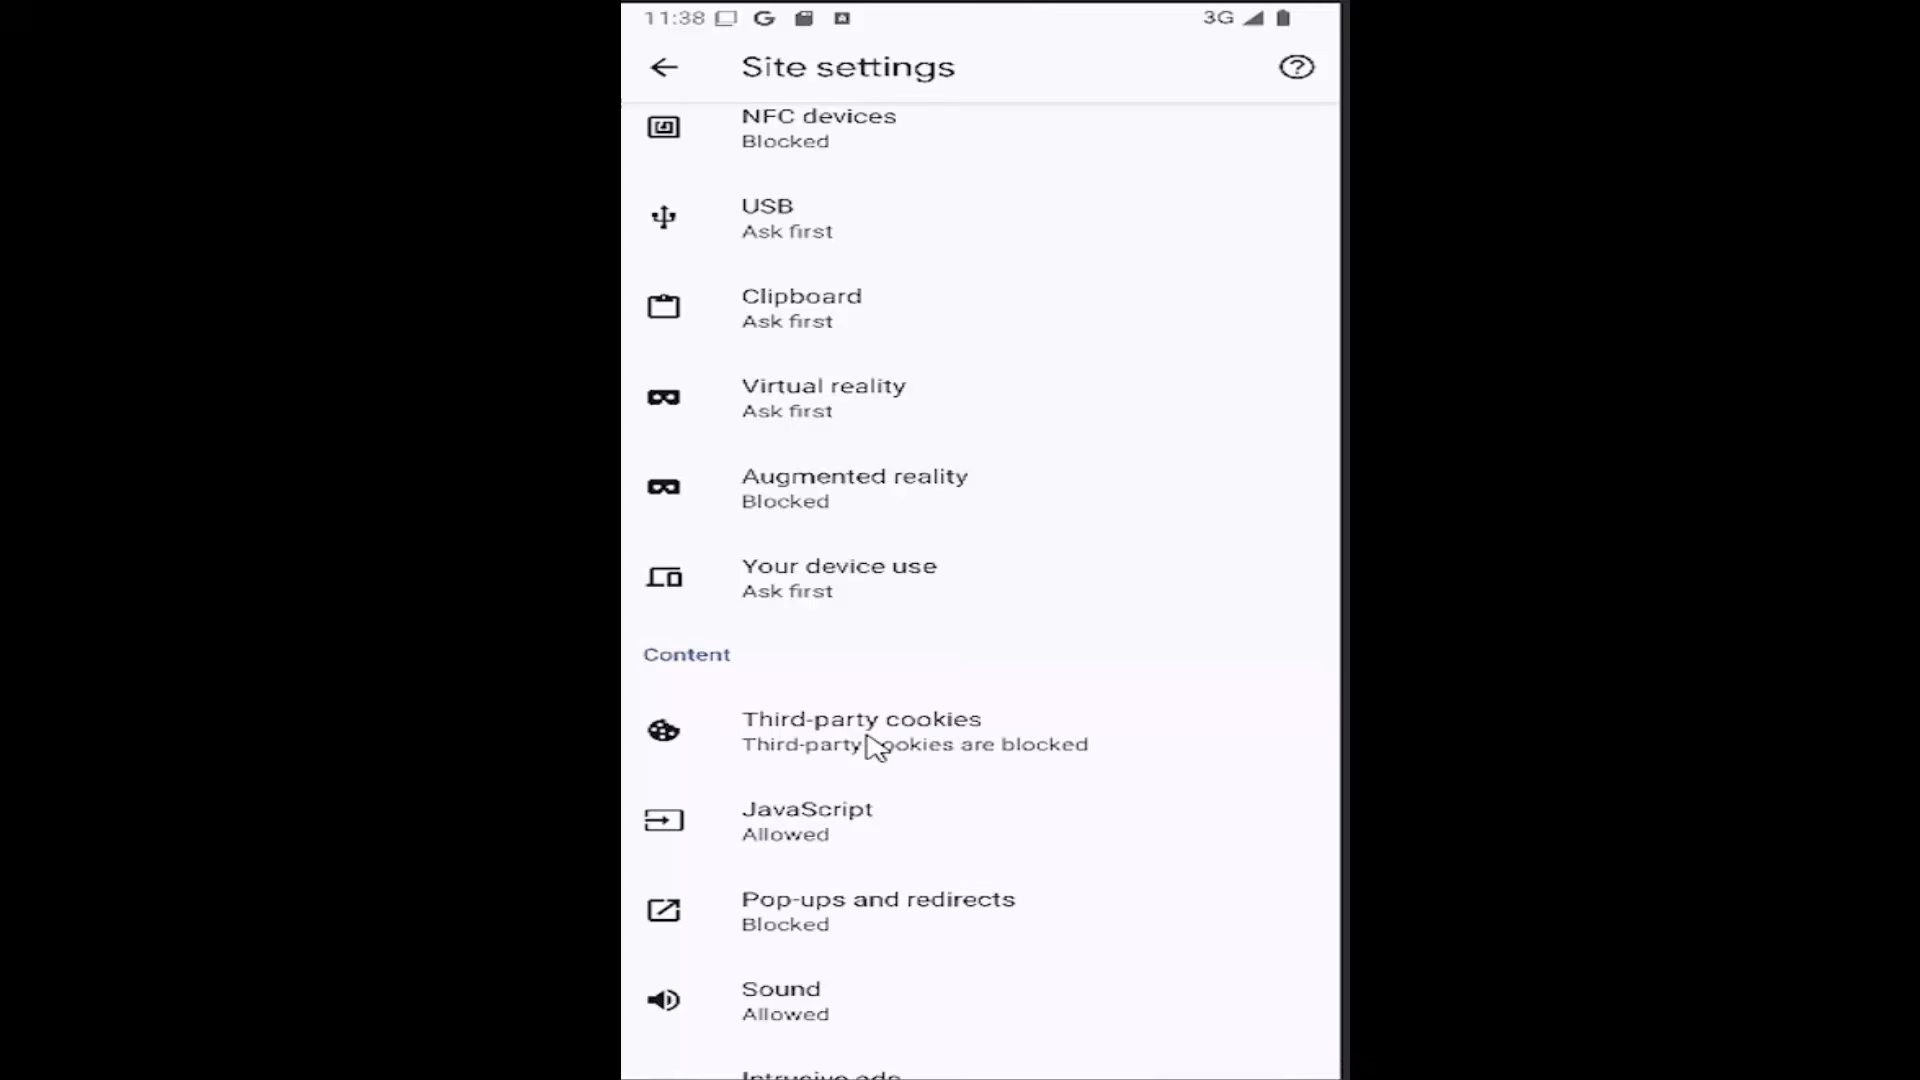 11:38
3G
Site settings
NFC devices
Blocked
USB
Ask first
Clipboard
Ask first
Virtual reality
Ask first
Augmented reality
Blocked
Your device use
Ask first
Content
Third-party cookies
Third-party cookies are blocked
JavaScript
Allowed
Pop-ups and redirects
Blocked
Sound
Allowed
Intrusive ads